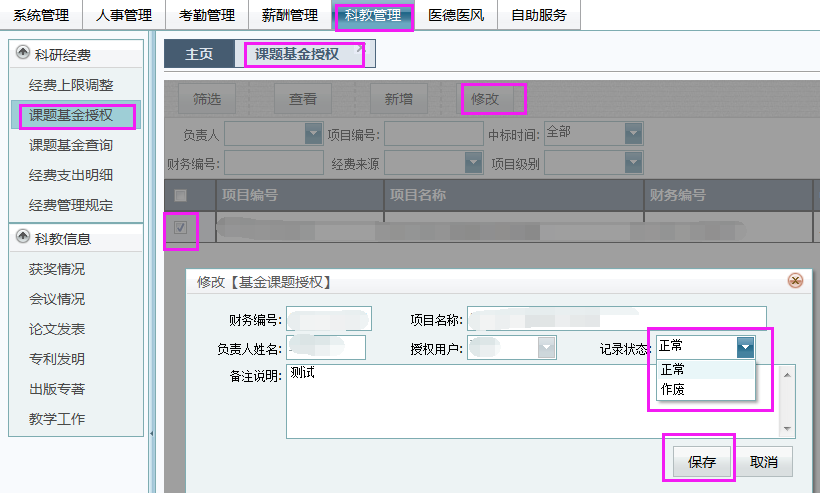 系统管理 人事管理 考勤管理 薪酬管理 科教管理 医德医风 自助服务
科研经费
经费上限调整
课题基金授权
课题基金查询
经费支出明细
经费管理规定
科教信息
获奖情况
会议情况
论文发表
专利发明
出版专著
教学工作
主页 课题基金授权
筛选 查看 新增 修改
负责人 项目编号: 中标时间: 全部
财务编号: 经费来源 项目级别
项目编号 项目名称 财务编号
修改【基金课题授权】
财务编号: 项目名称:
负责人姓名: 授权用户: 记录状态: 正常
正常
作废
备注说明: 测试
保存 取消